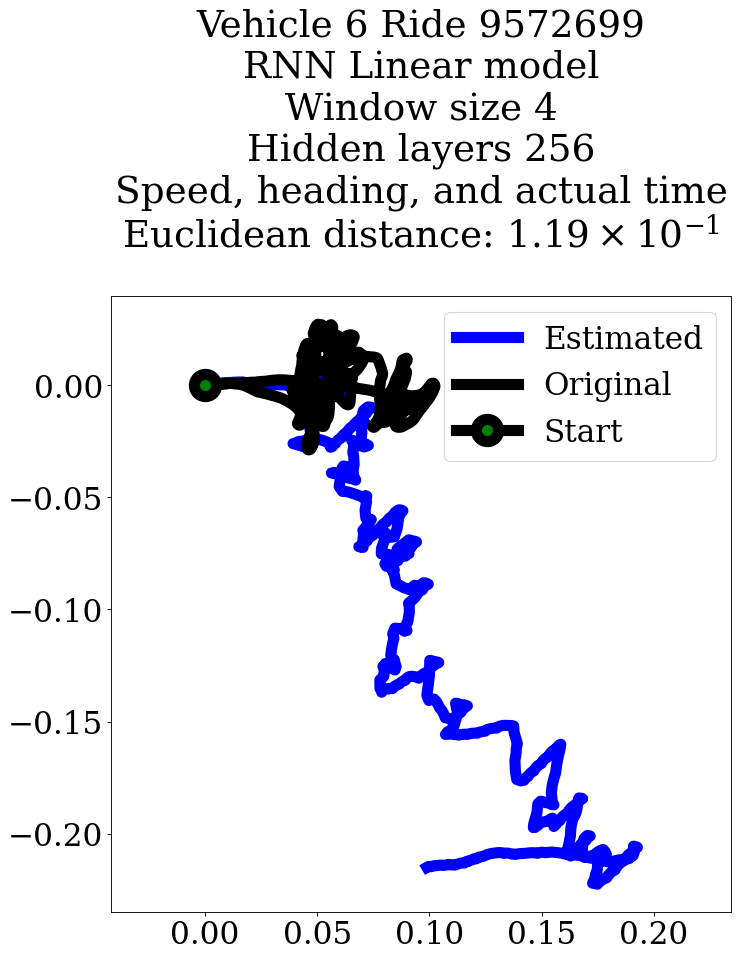 Vehicle 6 Ride 9572699
RNN Linear model
Window size 4
Hidden layers 256
Speed, heading, and actual time
Euclidean distance: 1.19 × 10⁻¹
Estimated
Original
Start
0.00
−0.05
−0.10
−0.15
−0.20
0.00 0.05 0.10 0.15 0.20